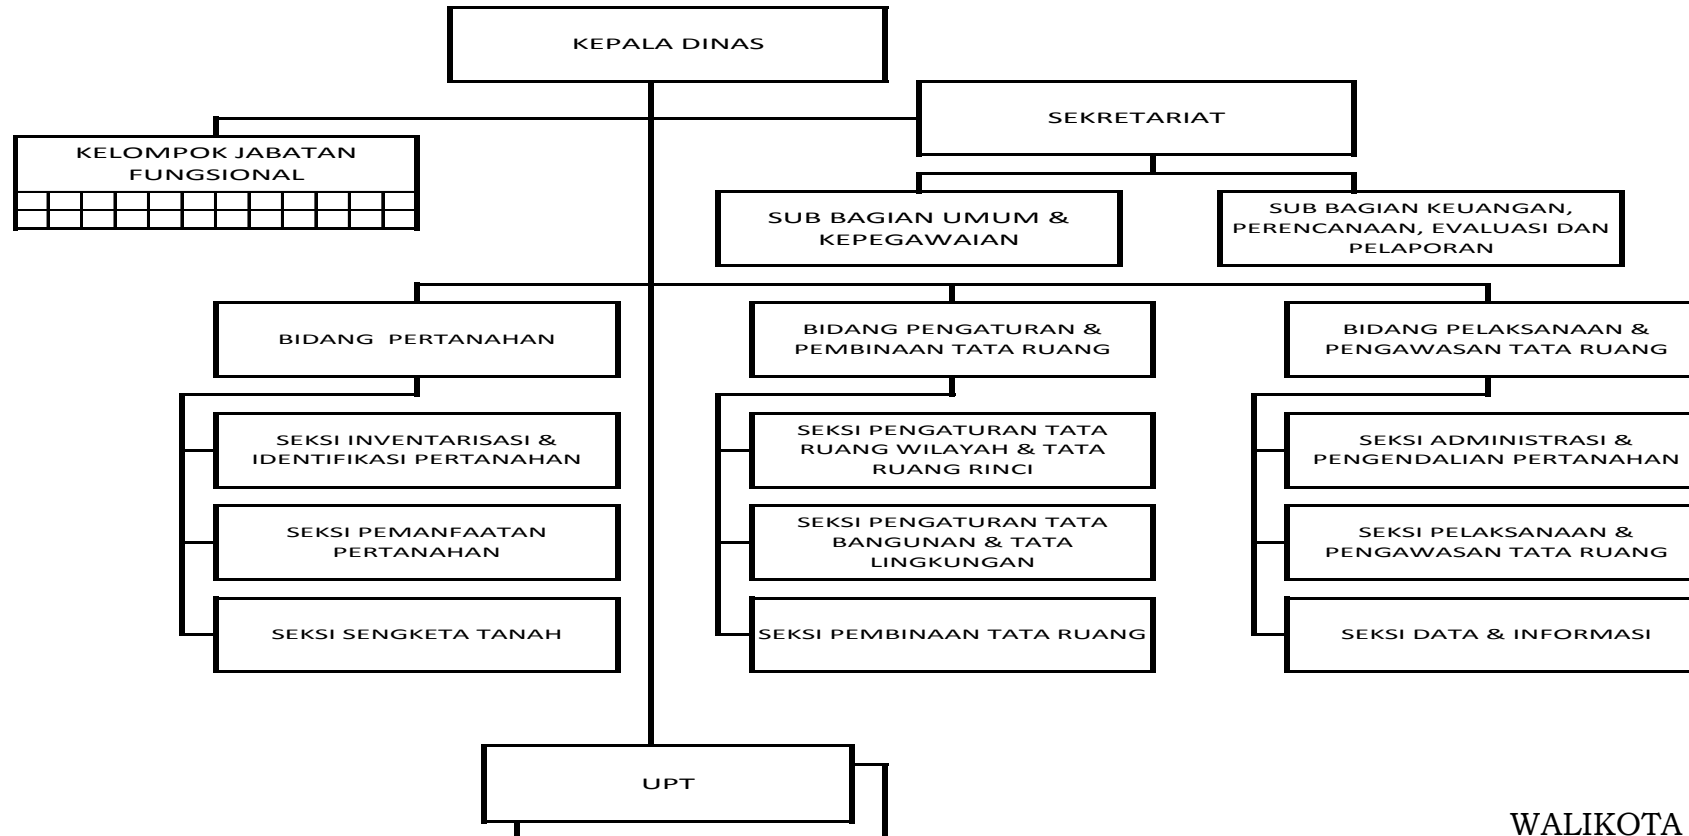 KEPALA DINAS
SEKRETARIAT
KELOMPOK JABATAN
FUNGSIONAL
SUB BAGIAN UMUM &
KEPEGAWAIAN
SUB BAGIAN KEUANGAN,
PERENCANAAN, EVALUASI DAN
PELAPORAN
BIDANG PERTANAHAN
BIDANG PENGATURAN &
PEMBINAAN TATA RUANG
BIDANG PELAKSANAAN &
PENGAWASAN TATA RUANG
SEKSI INVENTARISASI &
IDENTIFIKASI PERTANAHAN
SEKSI PENGATURAN TATA
RUANG WILAYAH & TATA
RUANG RINCI
SEKSI ADMINISTRASI &
PENGENDALIAN PERTANAHAN
SEKSI PEMANFAATAN
PERTANAHAN
SEKSI PENGATURAN TATA
BANGUNAN & TATA
LINGKUNGAN
SEKSI PELAKSANAAN &
PENGAWASAN TATA RUANG
SEKSI SENGKETA TANAH
SEKSI PEMBINAAN TATA RUANG
SEKSI DATA & INFORMASI
UPT
WALIKOTA